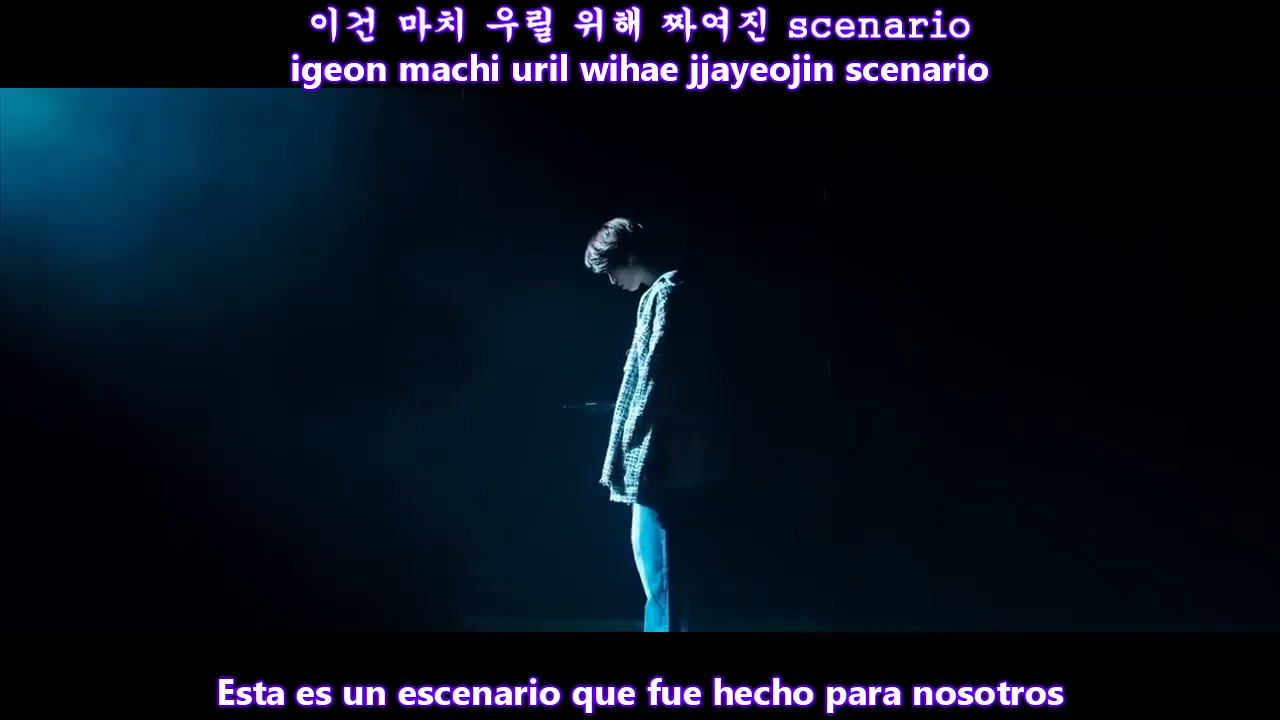 이건 마치 우릴 위해 짜여진 scenario
igeon machi uril wihae jjayeojin scenario
Esta es un escenario que fue hecho para nosotros